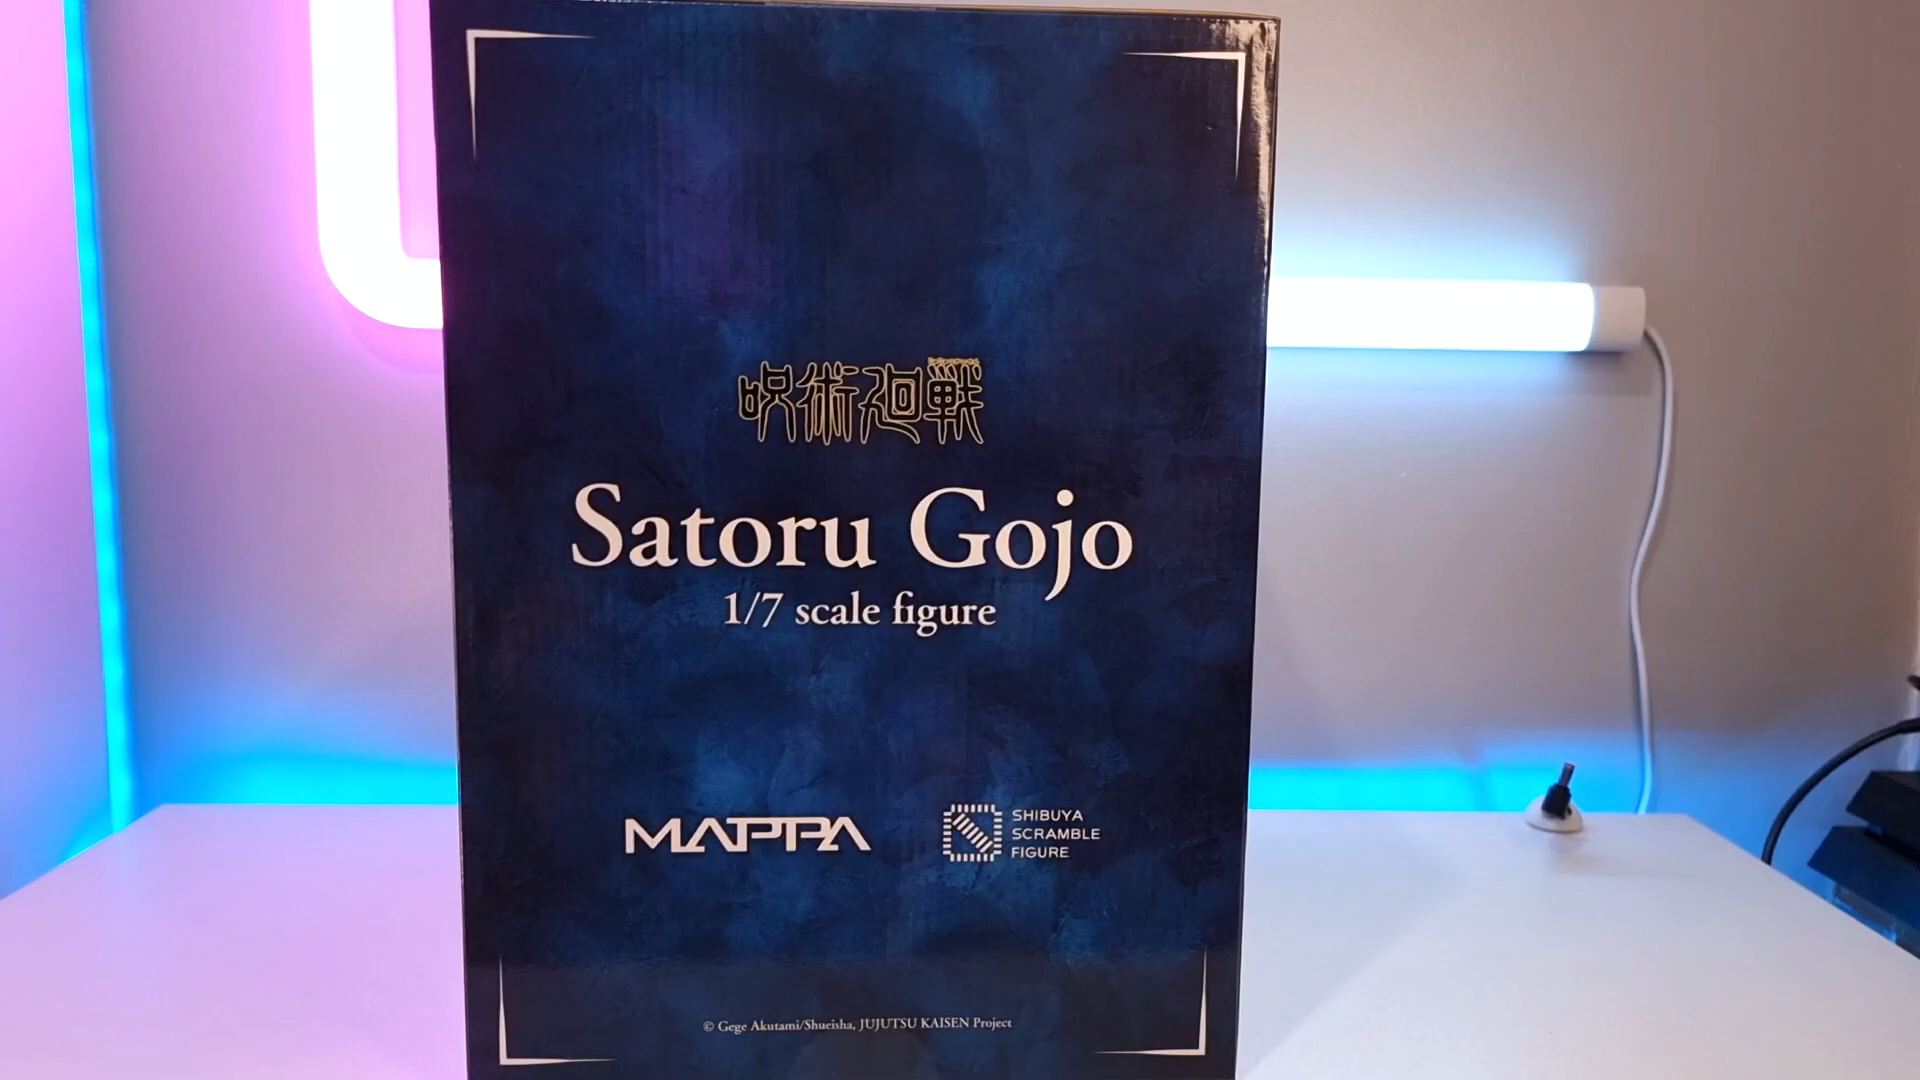 呪術廻戦
Satoru Gojo
1/7 scale figure
MAPPA
SHIBUYA
SCRAMBLE
FIGURE
© Gege Akutami/Shueisha, JUJUTSU KAISEN Project